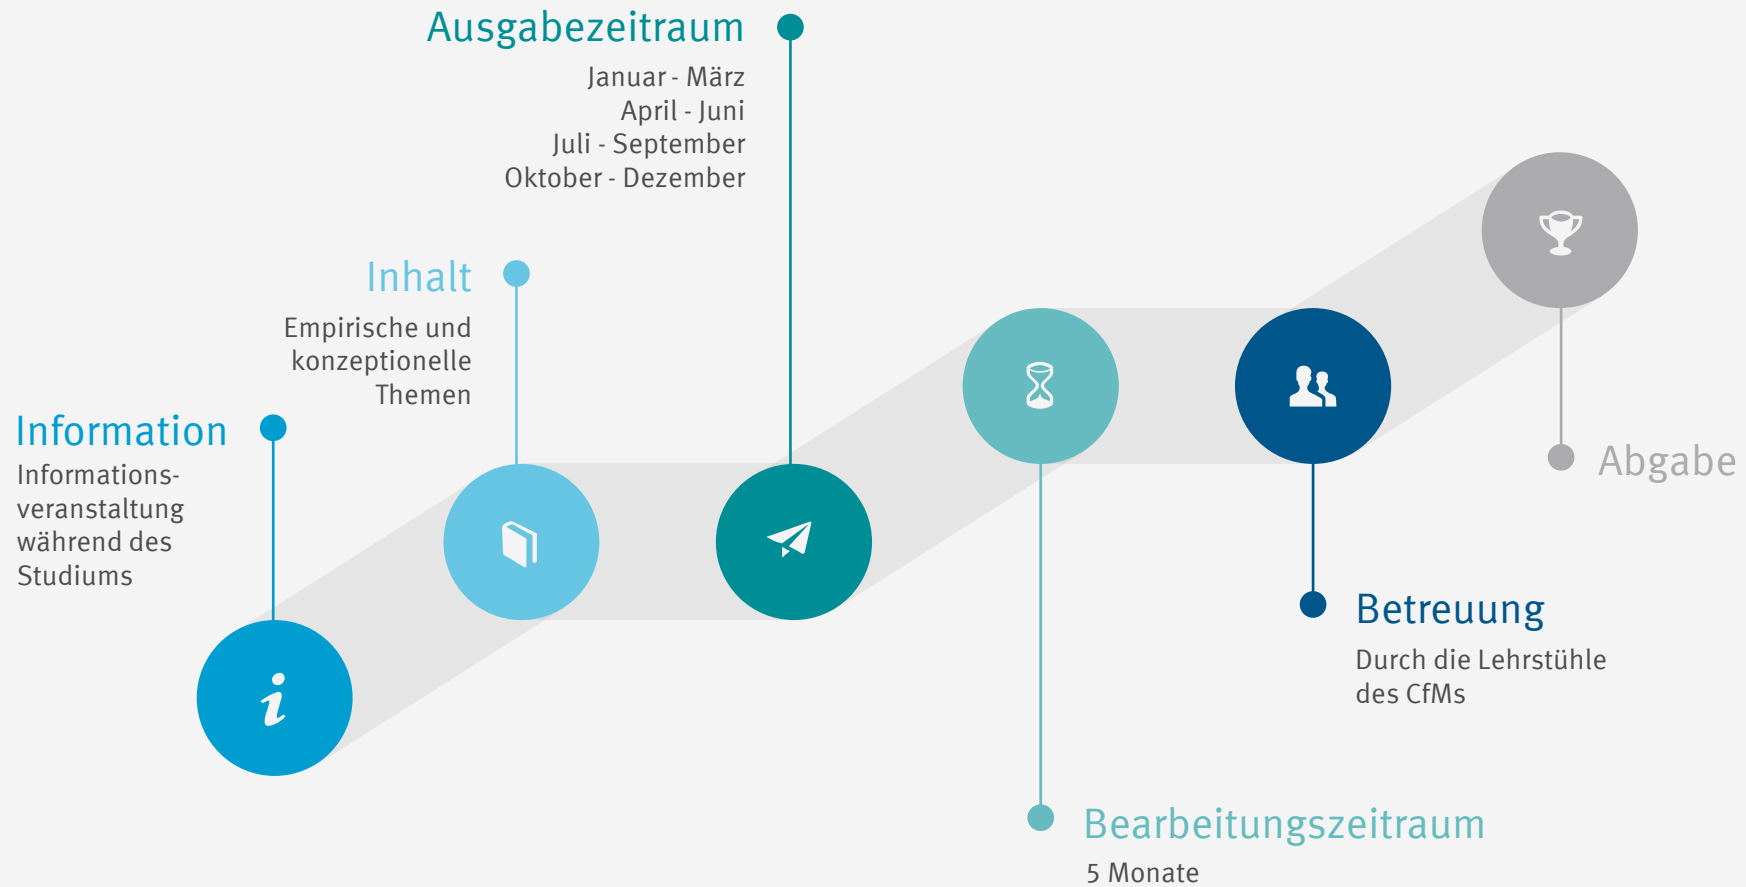 Ausgabezeitraum
Januar - März
April - Juni
Juli - September
Oktober - Dezember
Inhalt
Empirische und
konzeptionelle
Themen
Information
Informations-
veranstaltung
während des
Studiums
Abgabe
Betreuung
Durch die Lehrstühle
des CfMs
Bearbeitungszeitraum
5 Monate